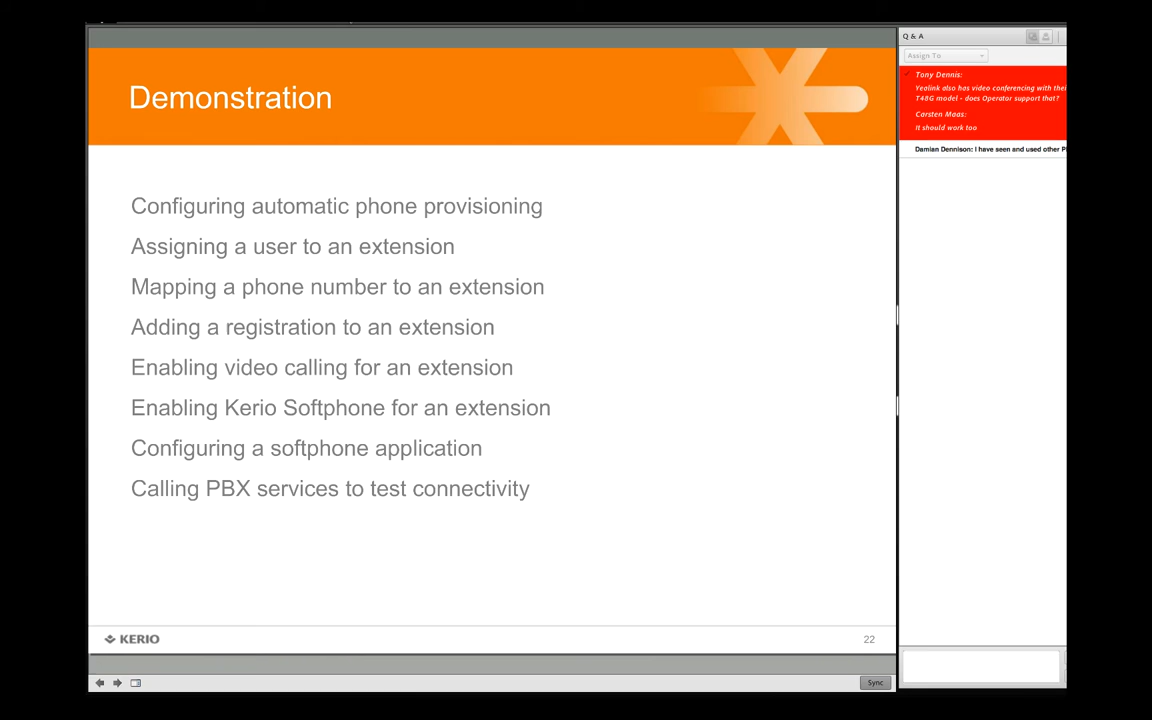 Demonstration
Configuring automatic phone provisioning
Assigning a user to an extension
Mapping a phone number to an extension
Adding a registration to an extension
Enabling video calling for an extension
Enabling Kerio Softphone for an extension
Configuring a softphone application
Calling PBX services to test connectivity
KERIO
22
Sync
Q & A
Assign To
Tony Dennis:
Yealink also has video conferencing with
T48G model - does Operator support that?
Carsten Maas:
It should work too
Damian Dennison: I have seen and used other